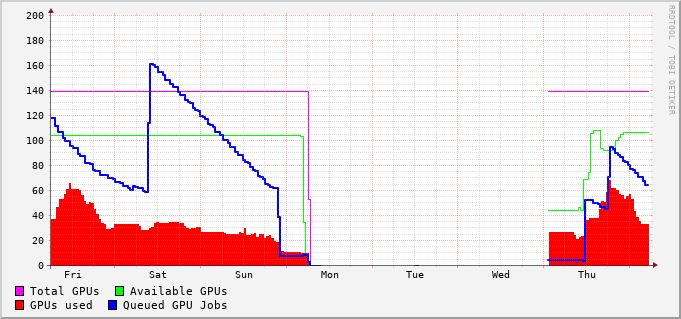 200
180
160
140
120
100
80
60
40
20
0
Fri Sat Sun Mon Tue Wed Thu
Total GPUs Available GPUs
GPUs used Queued GPU Jobs
RRDTOOL / TOBI OETIKER